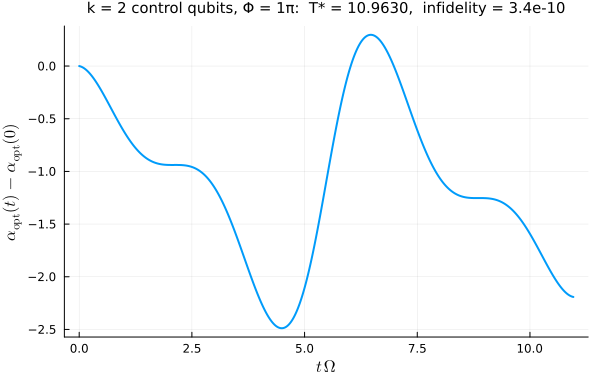 k = 2 control qubits, Φ = 1π:  T* = 10.9630,  infidelity = 3.4e-10
α_opt(t) − α_opt(0)
0.0
−0.5
−1.0
−1.5
−2.0
−2.5
0.0 2.5 5.0 7.5 10.0
t Ω